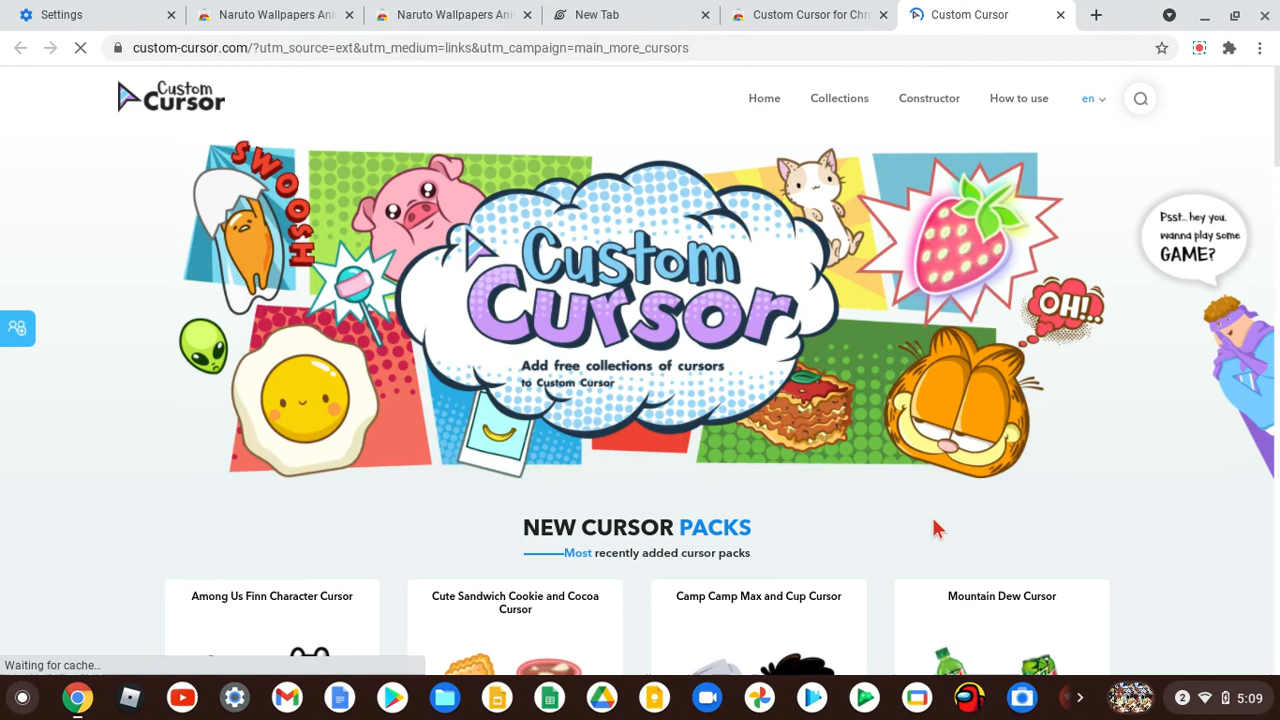 Settings
Naruto Wallpapers Ani
Naruto Wallpapers Ani
New Tab
Custom Cursor for Chr
Custom Cursor
custom-cursor.com/?utm_source=ext&utm_medium=links&utm_campaign=main_more_cursors
Custom
Cursor
Home
Collections
Constructor
How to use
en
SWOOSH
Custom
Cursor
Add free collections of cursors
to Custom Cursor
OH!..
Psst.. hey you,
wanna play some
GAME?
NEW CURSOR PACKS
Most recently added cursor packs
Among Us Finn Character Cursor
Cute Sandwich Cookie and Cocoa
Cursor
Camp Camp Max and Cup Cursor
Mountain Dew Cursor
Waiting for cache...
2
5:09